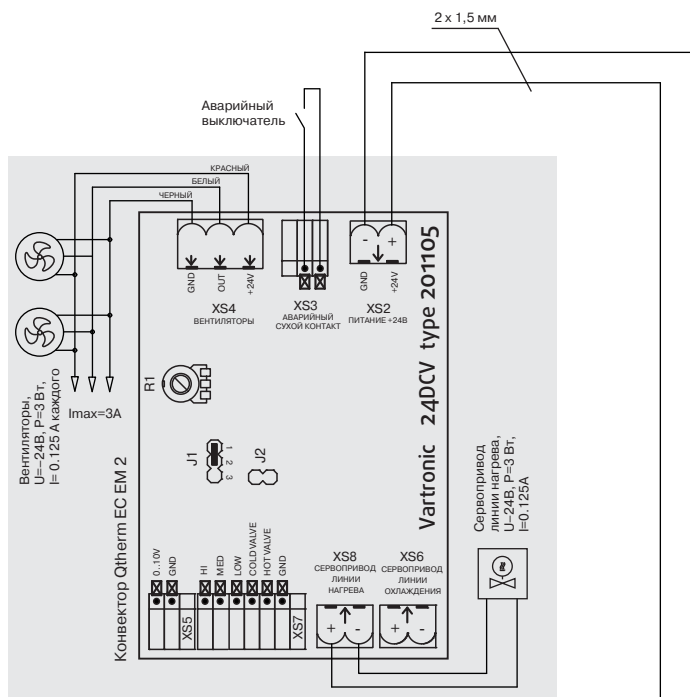 2 x 1,5 мм
Аварийный
выключатель
КРАСНЫЙ
БЕЛЫЙ
ЧЕРНЫЙ
- +
GND
OUT
+24V
GND
+24V
XS4
ВЕНТИЛЯТОРЫ
XS3
АВАРИЙНЫЙ
СУХОЙ КОНТАКТ
XS2
ПИТАНИЕ +24В
Vartronic 24DCV type 201105
R1
Imax=3A
Вентиляторы,
U=−24В, P=3 Вт,
I= 0.125 А каждого
J1
1
2
3
J2
Конвектор Qtherm EC EM 2
Сервопривод
линии нагрева,
U−24В, P=3 Вт,
I=0.125А
0..10V
GND
XS5
HI
MED
LOW
COLD VALVE
HOT VALVE
GND
XS7
XS8
СЕРВОПРИВОД
ЛИНИИ
НАГРЕВА
XS6
СЕРВОПРИВОД
ЛИНИИ
ОХЛАЖДЕНИЯ
+ -
+ -